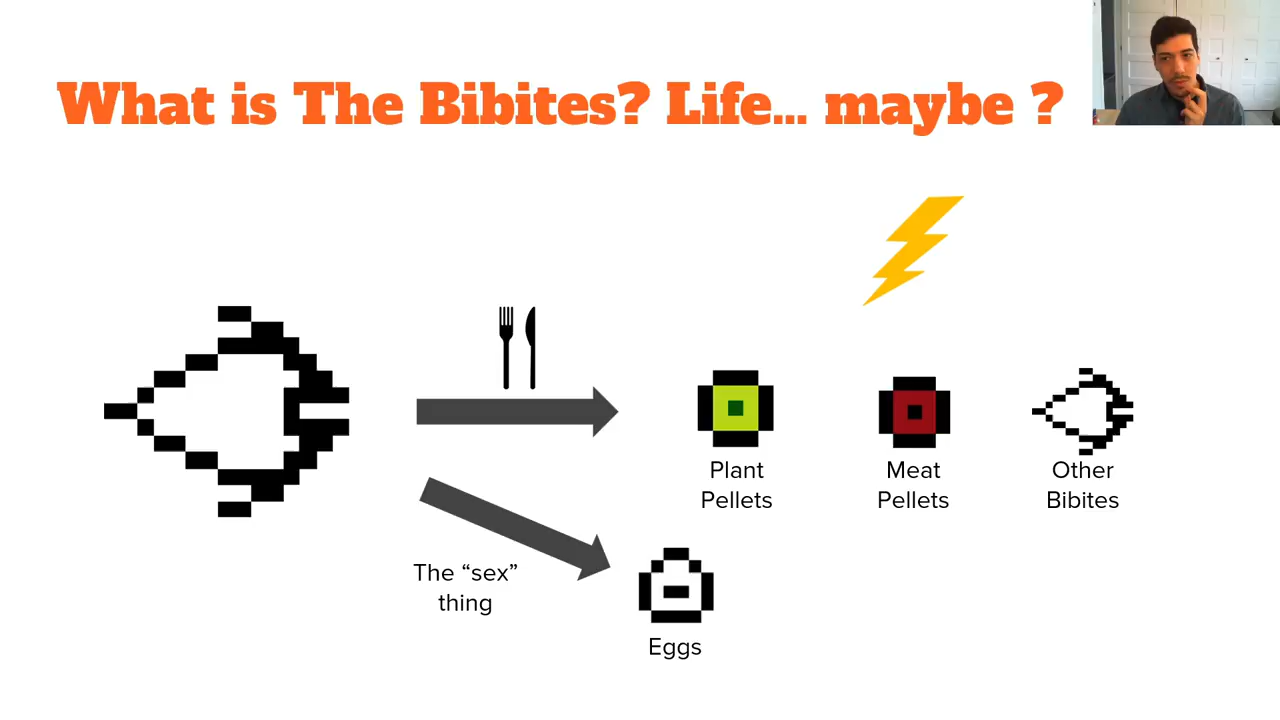 What is The Bibites? Life... maybe ?
Plant
Pellets
Meat
Pellets
Other
Bibites
The “sex”
thing
Eggs